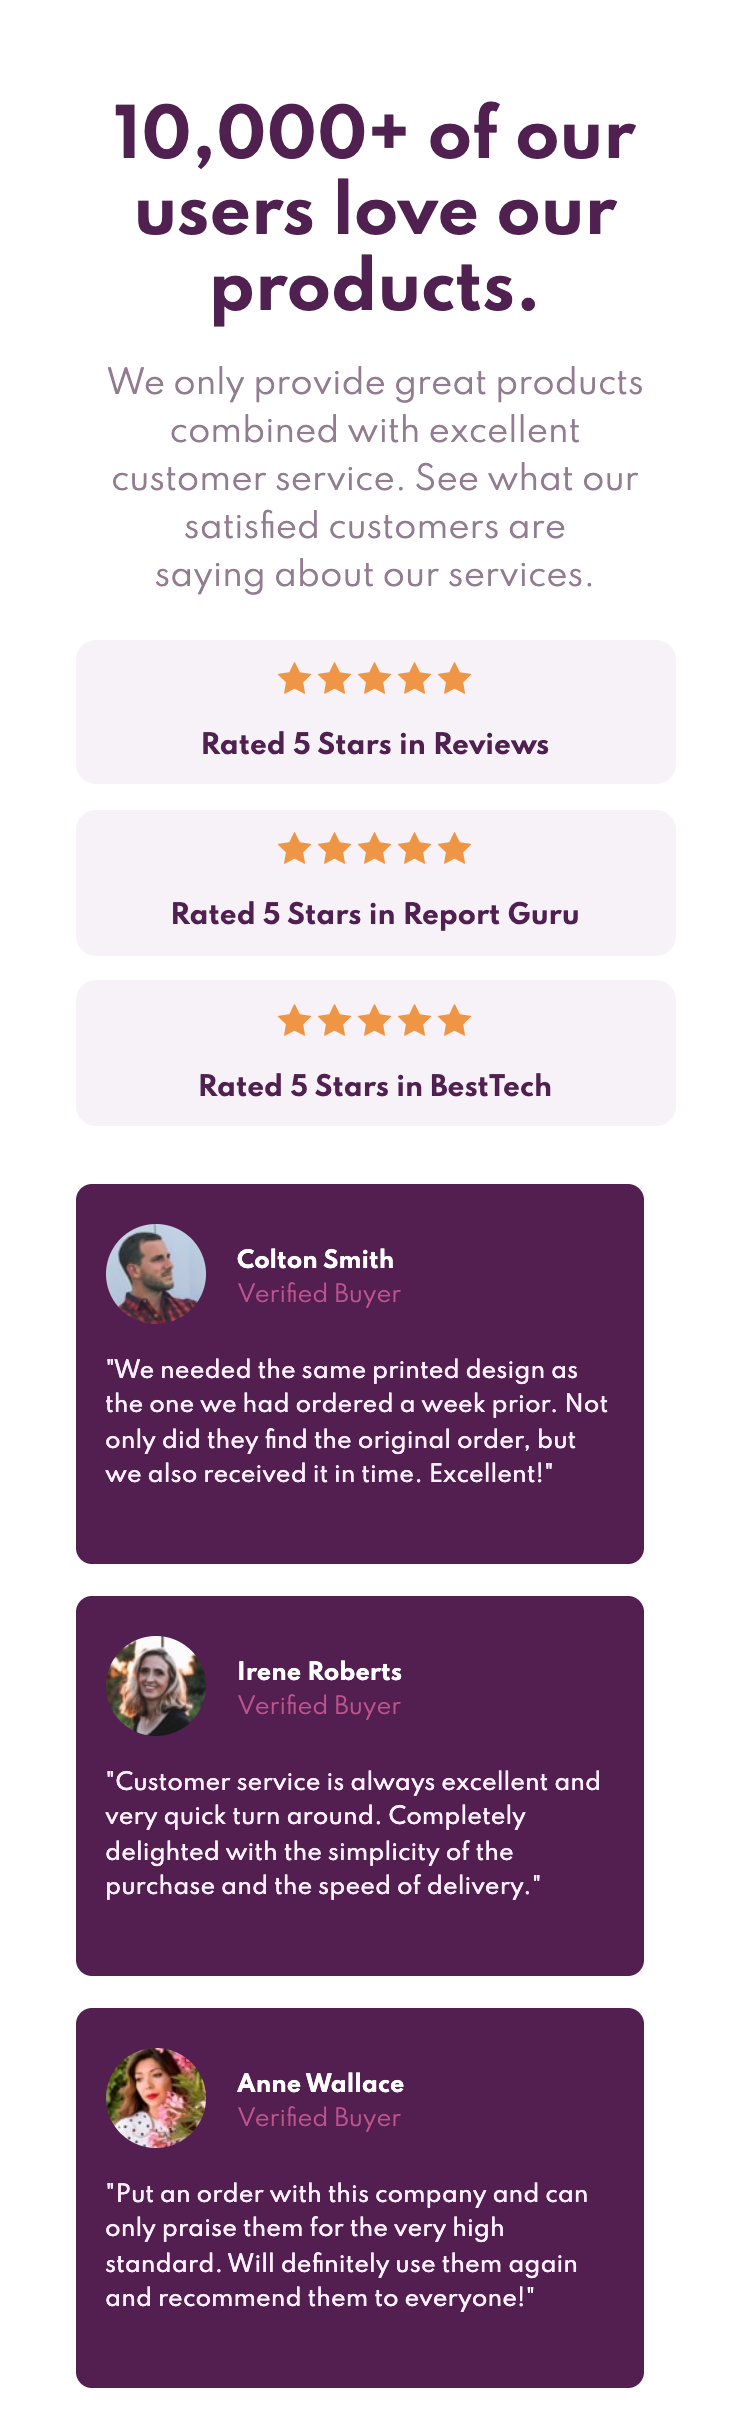 10,000+ of our
users love our
products.
We only provide great products
combined with excellent
customer service. See what our
satisfied customers are
saying about our services.
Rated 5 Stars in Reviews
Rated 5 Stars in Report Guru
Rated 5 Stars in BestTech
Colton Smith
Verified Buyer
"We needed the same printed design as
the one we had ordered a week prior. Not
only did they find the original order, but
we also received it in time. Excellent!"
Irene Roberts
Verified Buyer
"Customer service is always excellent and
very quick turn around. Completely
delighted with the simplicity of the
purchase and the speed of delivery."
Anne Wallace
Verified Buyer
"Put an order with this company and can
only praise them for the very high
standard. Will definitely use them again
and recommend them to everyone!"